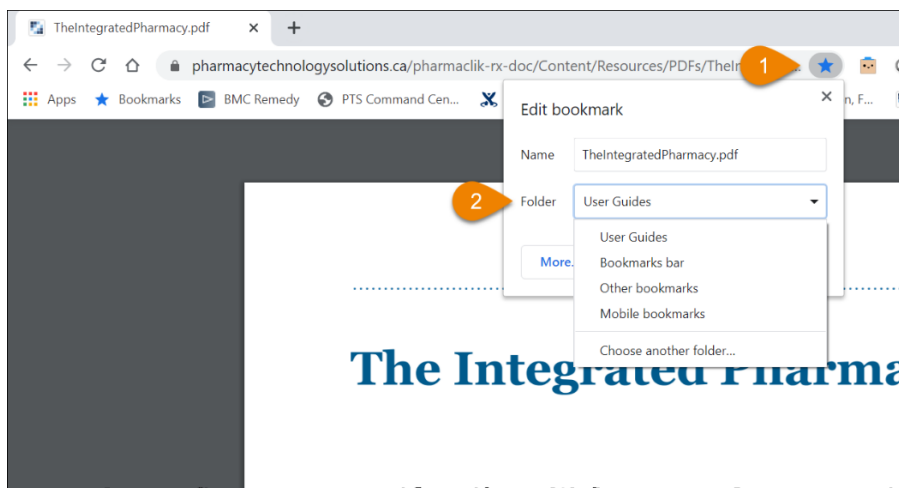 TheIntegratedPharmacy.pdf
pharmacytechnologysolutions.ca/pharmaclik-rx-doc/Content/Resources/PDFs/TheIn
1
Apps Bookmarks BMC Remedy PTS Command Cen... n, F...
Edit bookmark
Name TheIntegratedPharmacy.pdf
2 Folder User Guides
User Guides
More. Bookmarks bar
Other bookmarks
Mobile bookmarks
Choose another folder...
The Integrated Pharma